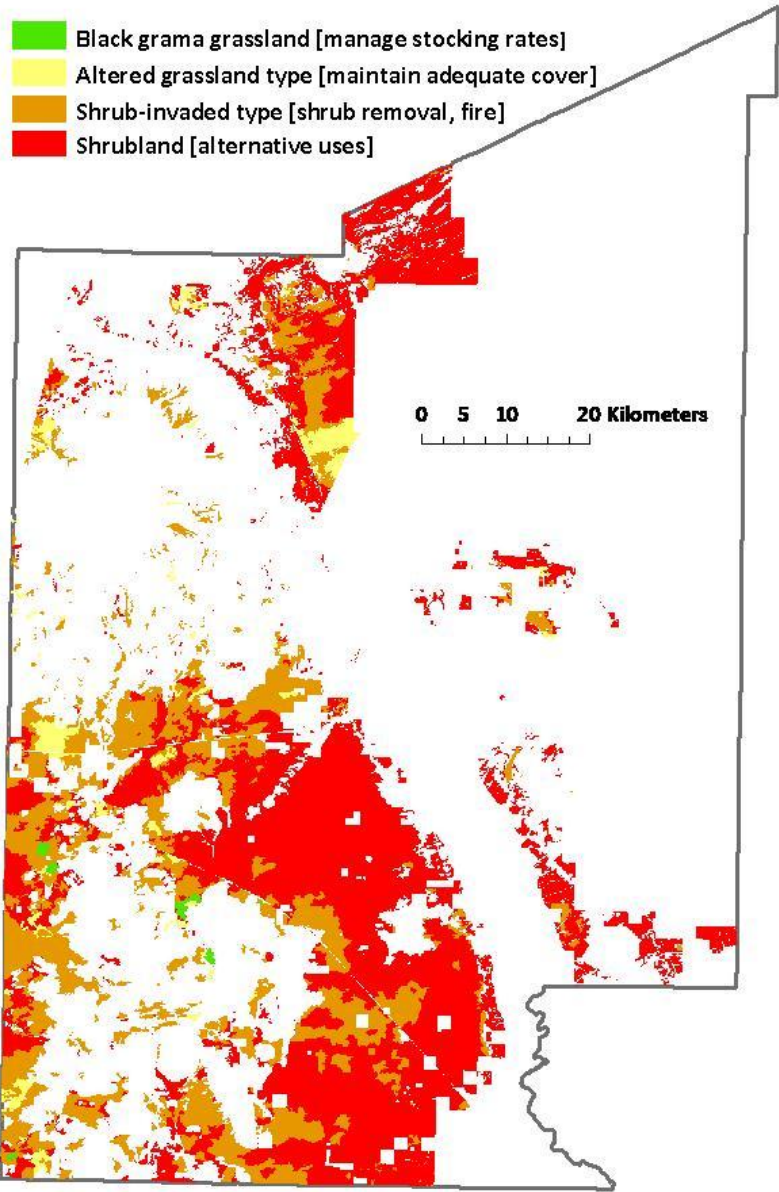 Black grama grassland [manage stocking rates]
Altered grassland type [maintain adequate cover]
Shrub-invaded type [shrub removal, fire]
Shrubland [alternative uses]
0 5 10 20 Kilometers